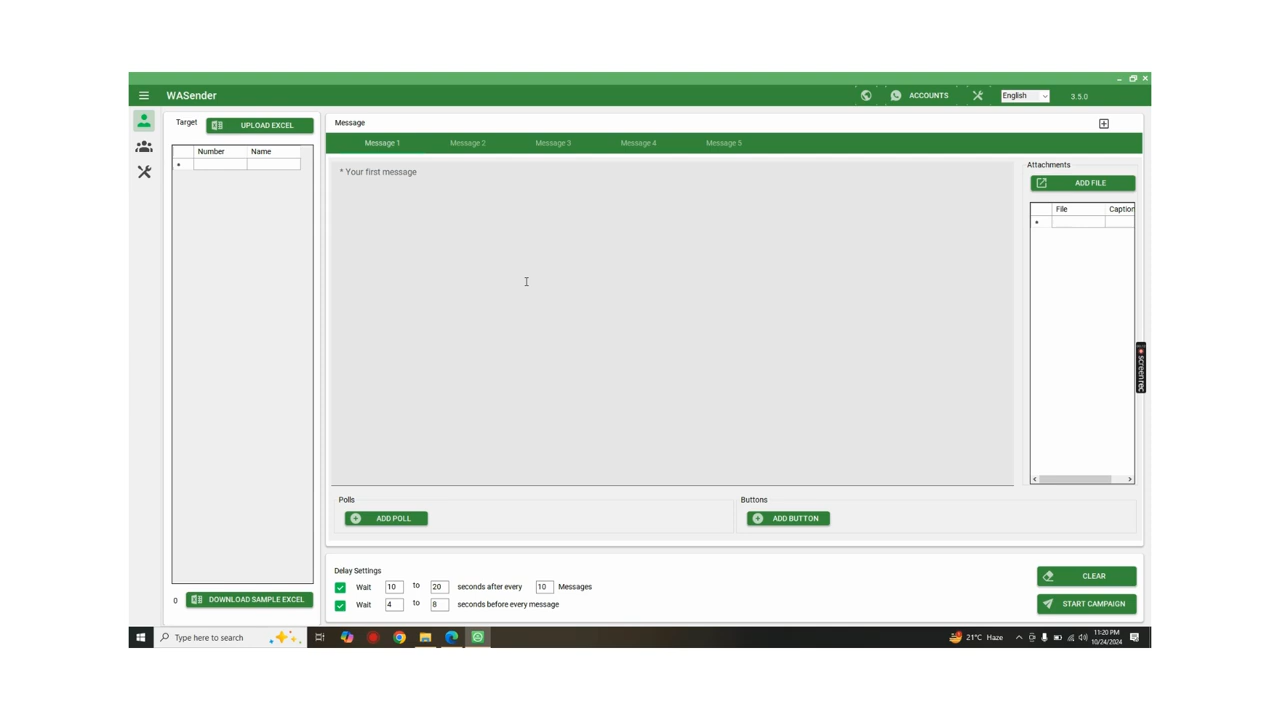 WASender
ACCOUNTS
English
3.5.0
Target
UPLOAD EXCEL
Number Name
*
0
DOWNLOAD SAMPLE EXCEL
Message
Message 1 Message 2 Message 3 Message 4 Message 5
* Your first message
Attachments
ADD FILE
File Caption
*
Polls
ADD POLL
Buttons
ADD BUTTON
Delay Settings
Wait 10 to 20 seconds after every 10 Messages
Wait 4 to 8 seconds before every message
CLEAR
START CAMPAIGN
screenrec
Type here to search
21°C Haze
11:20 PM
10/24/2024